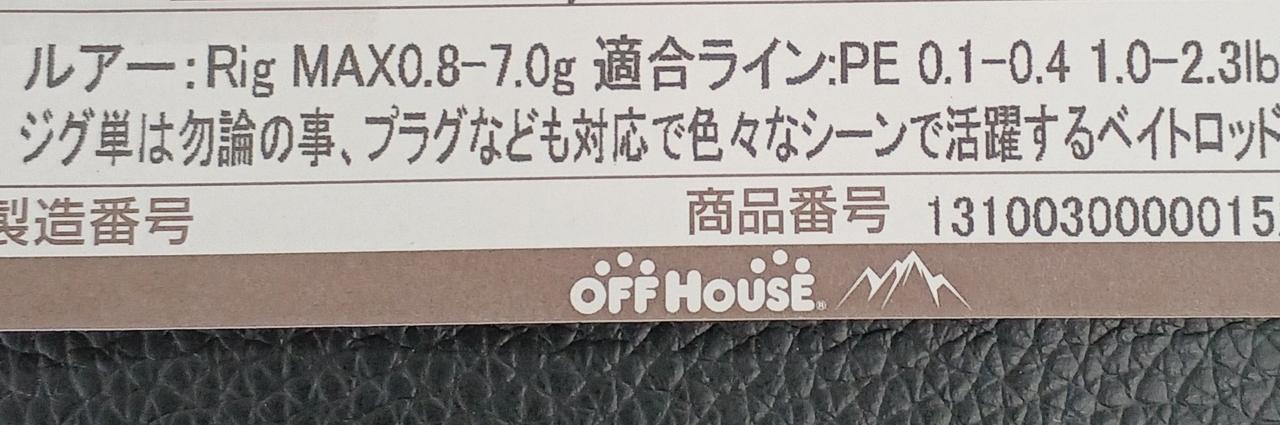 ルアー:Rig MAX0.8-7.0g 適合ライン:PE 0.1-0.4 1.0-2.3lb
ジグ単は勿論の事、プラグなども対応で色々なシーンで活躍するベイトロッド
製造番号 商品番号 1310030000015
OFF HOUSE®